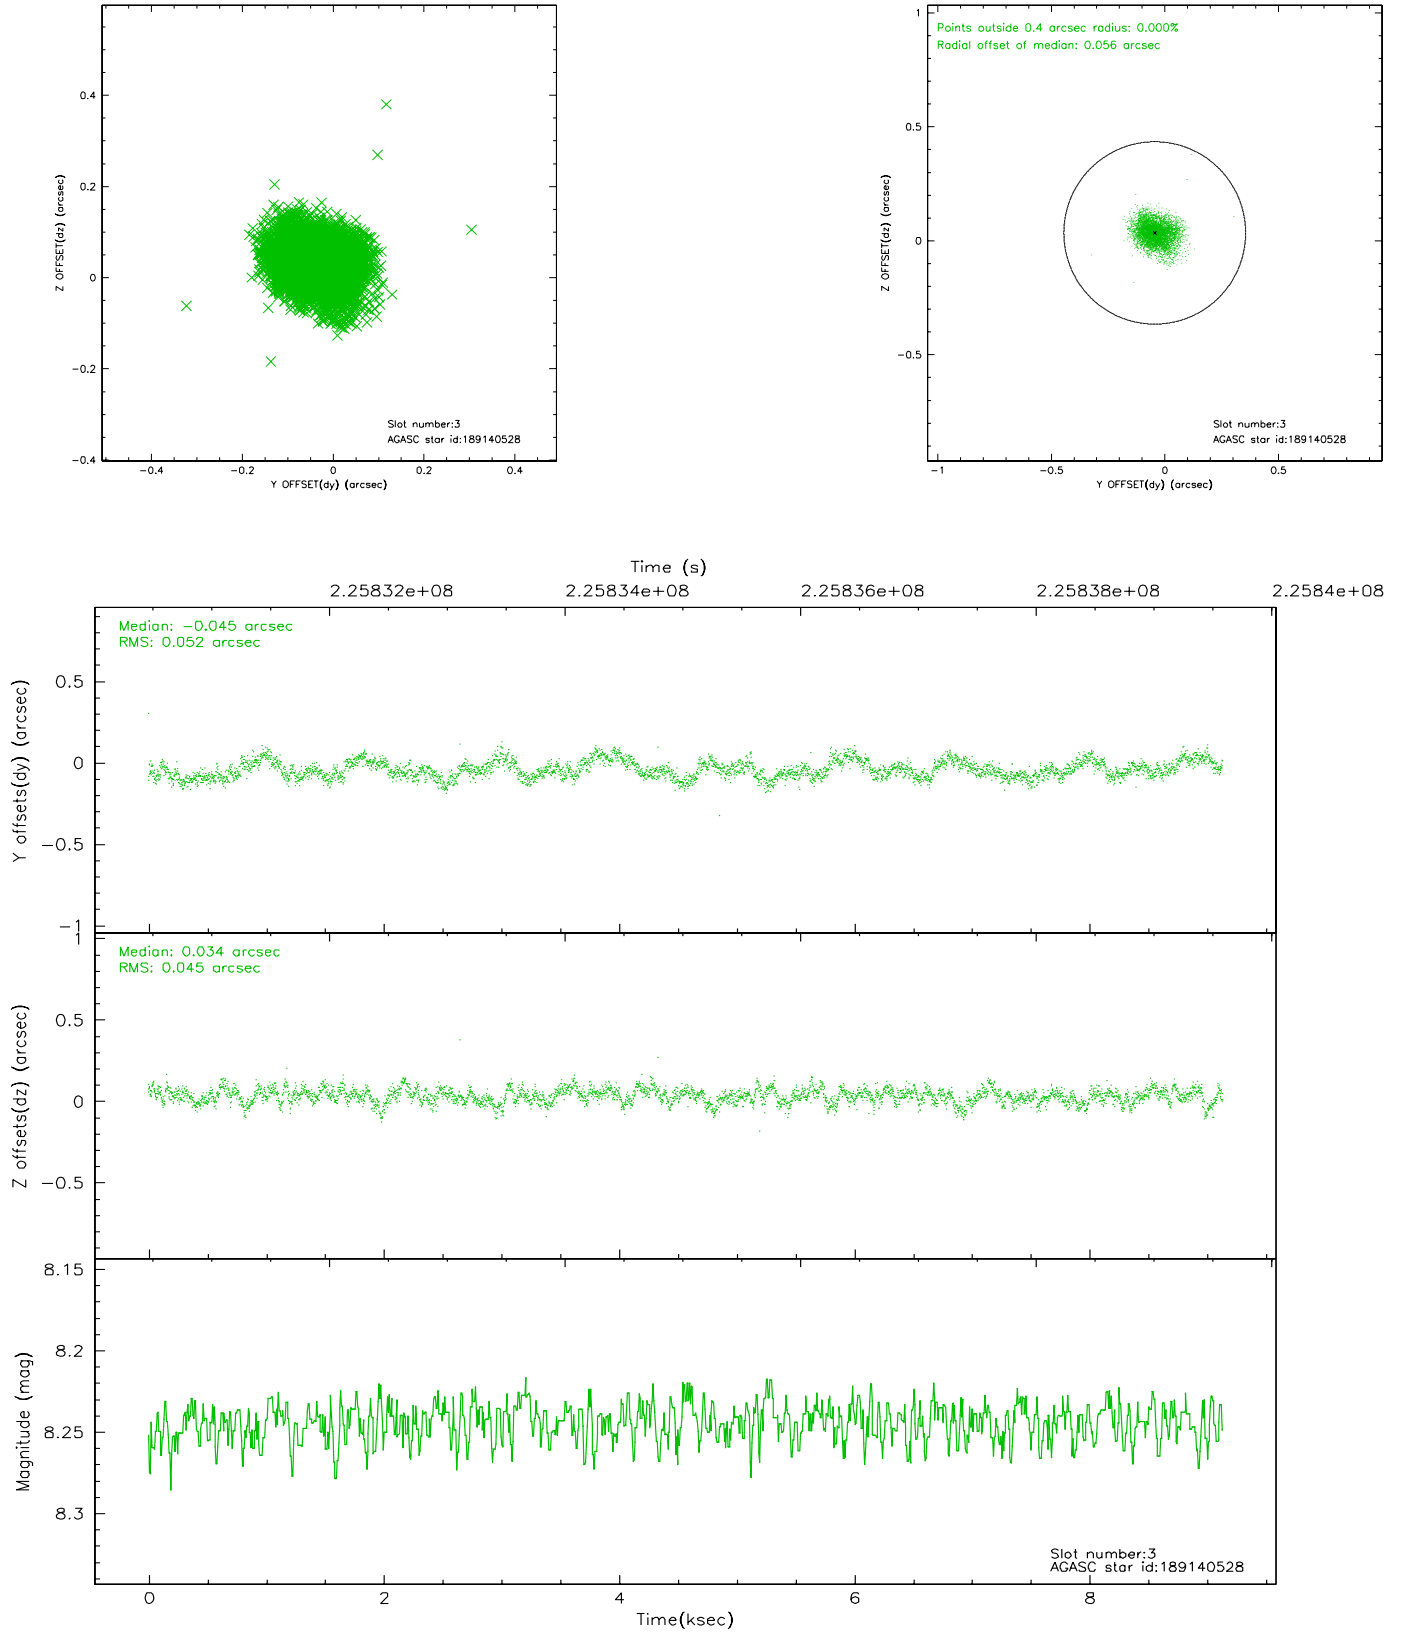 0.4
0.2
0
−0.2
−0.4
Z OFFSET(dz) (arcsec)
−0.4 −0.2 0 0.2 0.4
Y OFFSET(dy) (arcsec)
Slot number:3
AGASC star id:189140528
Points outside 0.4 arcsec radius: 0.000%
Radial offset of median: 0.056 arcsec
1
0.5
0
−0.5
Z OFFSET(dz) (arcsec)
−1 −0.5 0 0.5
Y OFFSET(dy) (arcsec)
Slot number:3
AGASC star id:189140528
Time (s)
2.25832e+08 2.25834e+08 2.25836e+08 2.25838e+08 2.2584e+08
Median: −0.045 arcsec
RMS: 0.052 arcsec
0.5
0
−0.5
−1
Y offsets(dy) (arcsec)
Median: 0.034 arcsec
RMS: 0.045 arcsec
1
0.5
0
−0.5
Z offsets(dz) (arcsec)
8.15
8.2
8.25
8.3
Magnitude (mag)
Slot number:3
AGASC star id:189140528
0 2 4 6 8
Time(ksec)